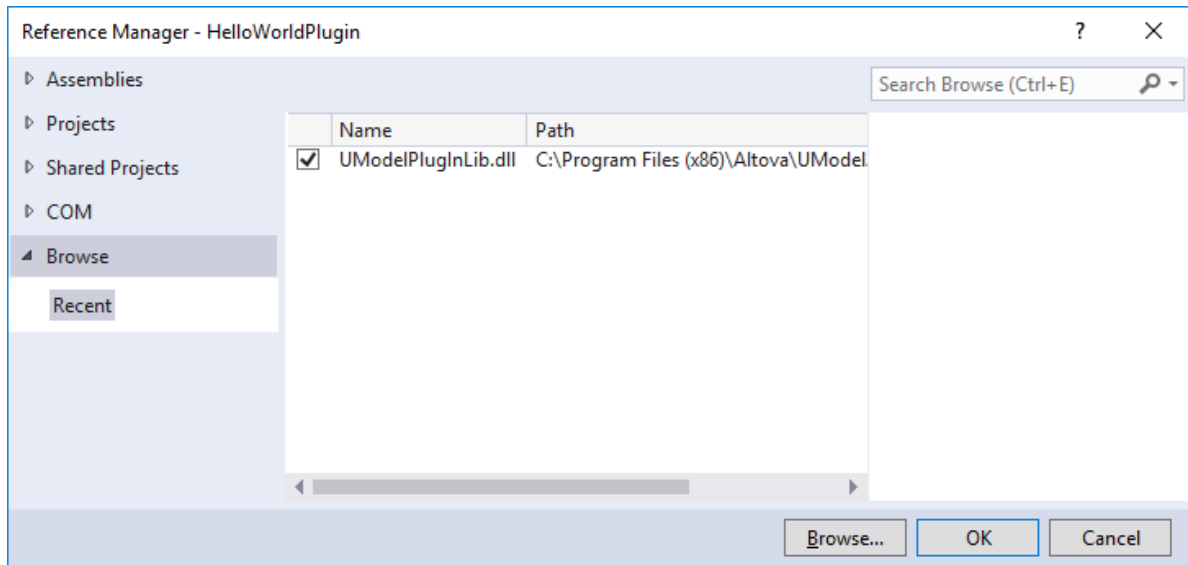 Reference Manager - HelloWorldPlugin
?
Assemblies
Search Browse (Ctrl+E)
Projects
Name Path
Shared Projects
UModelPlugInLib.dll C:\Program Files (x86)\Altova\UModel
COM
Browse
Recent
Browse...
OK
Cancel